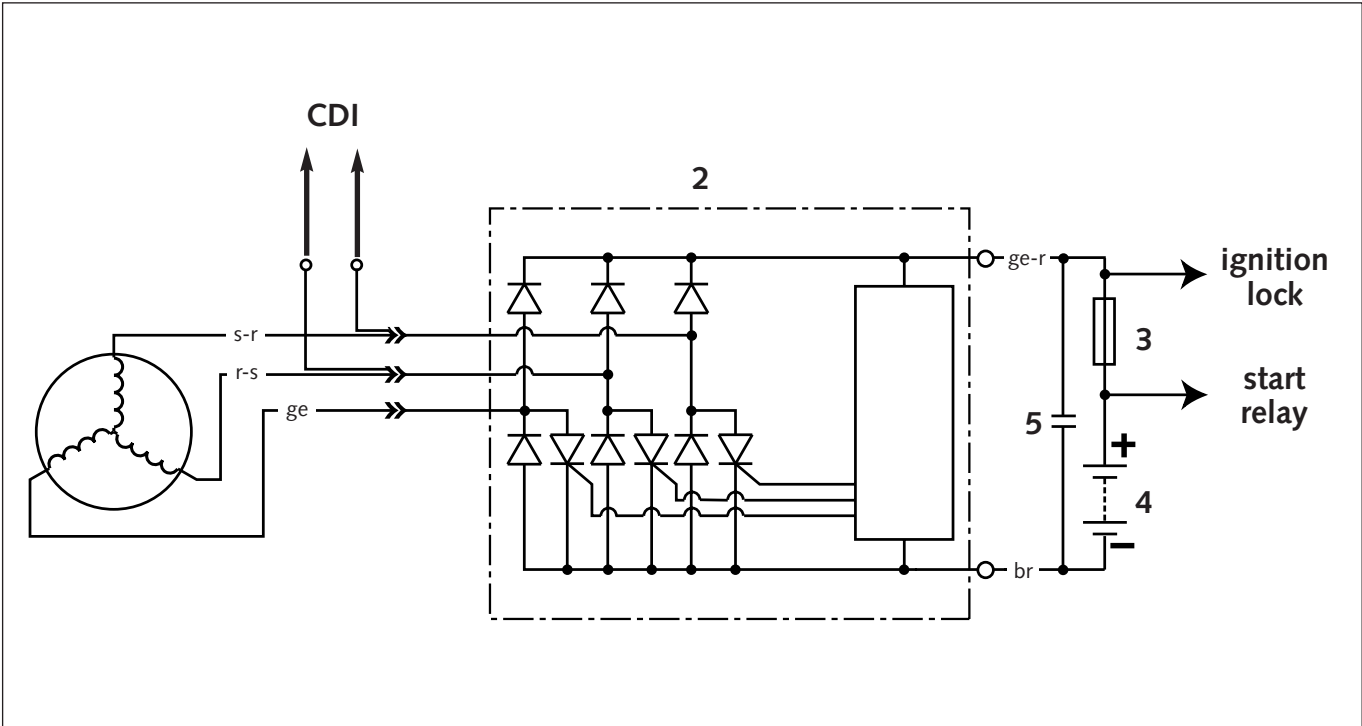 CDI
2
ge-r
ignition
lock
s-r
3
r-s
start
relay
ge
5
+
4
−
br